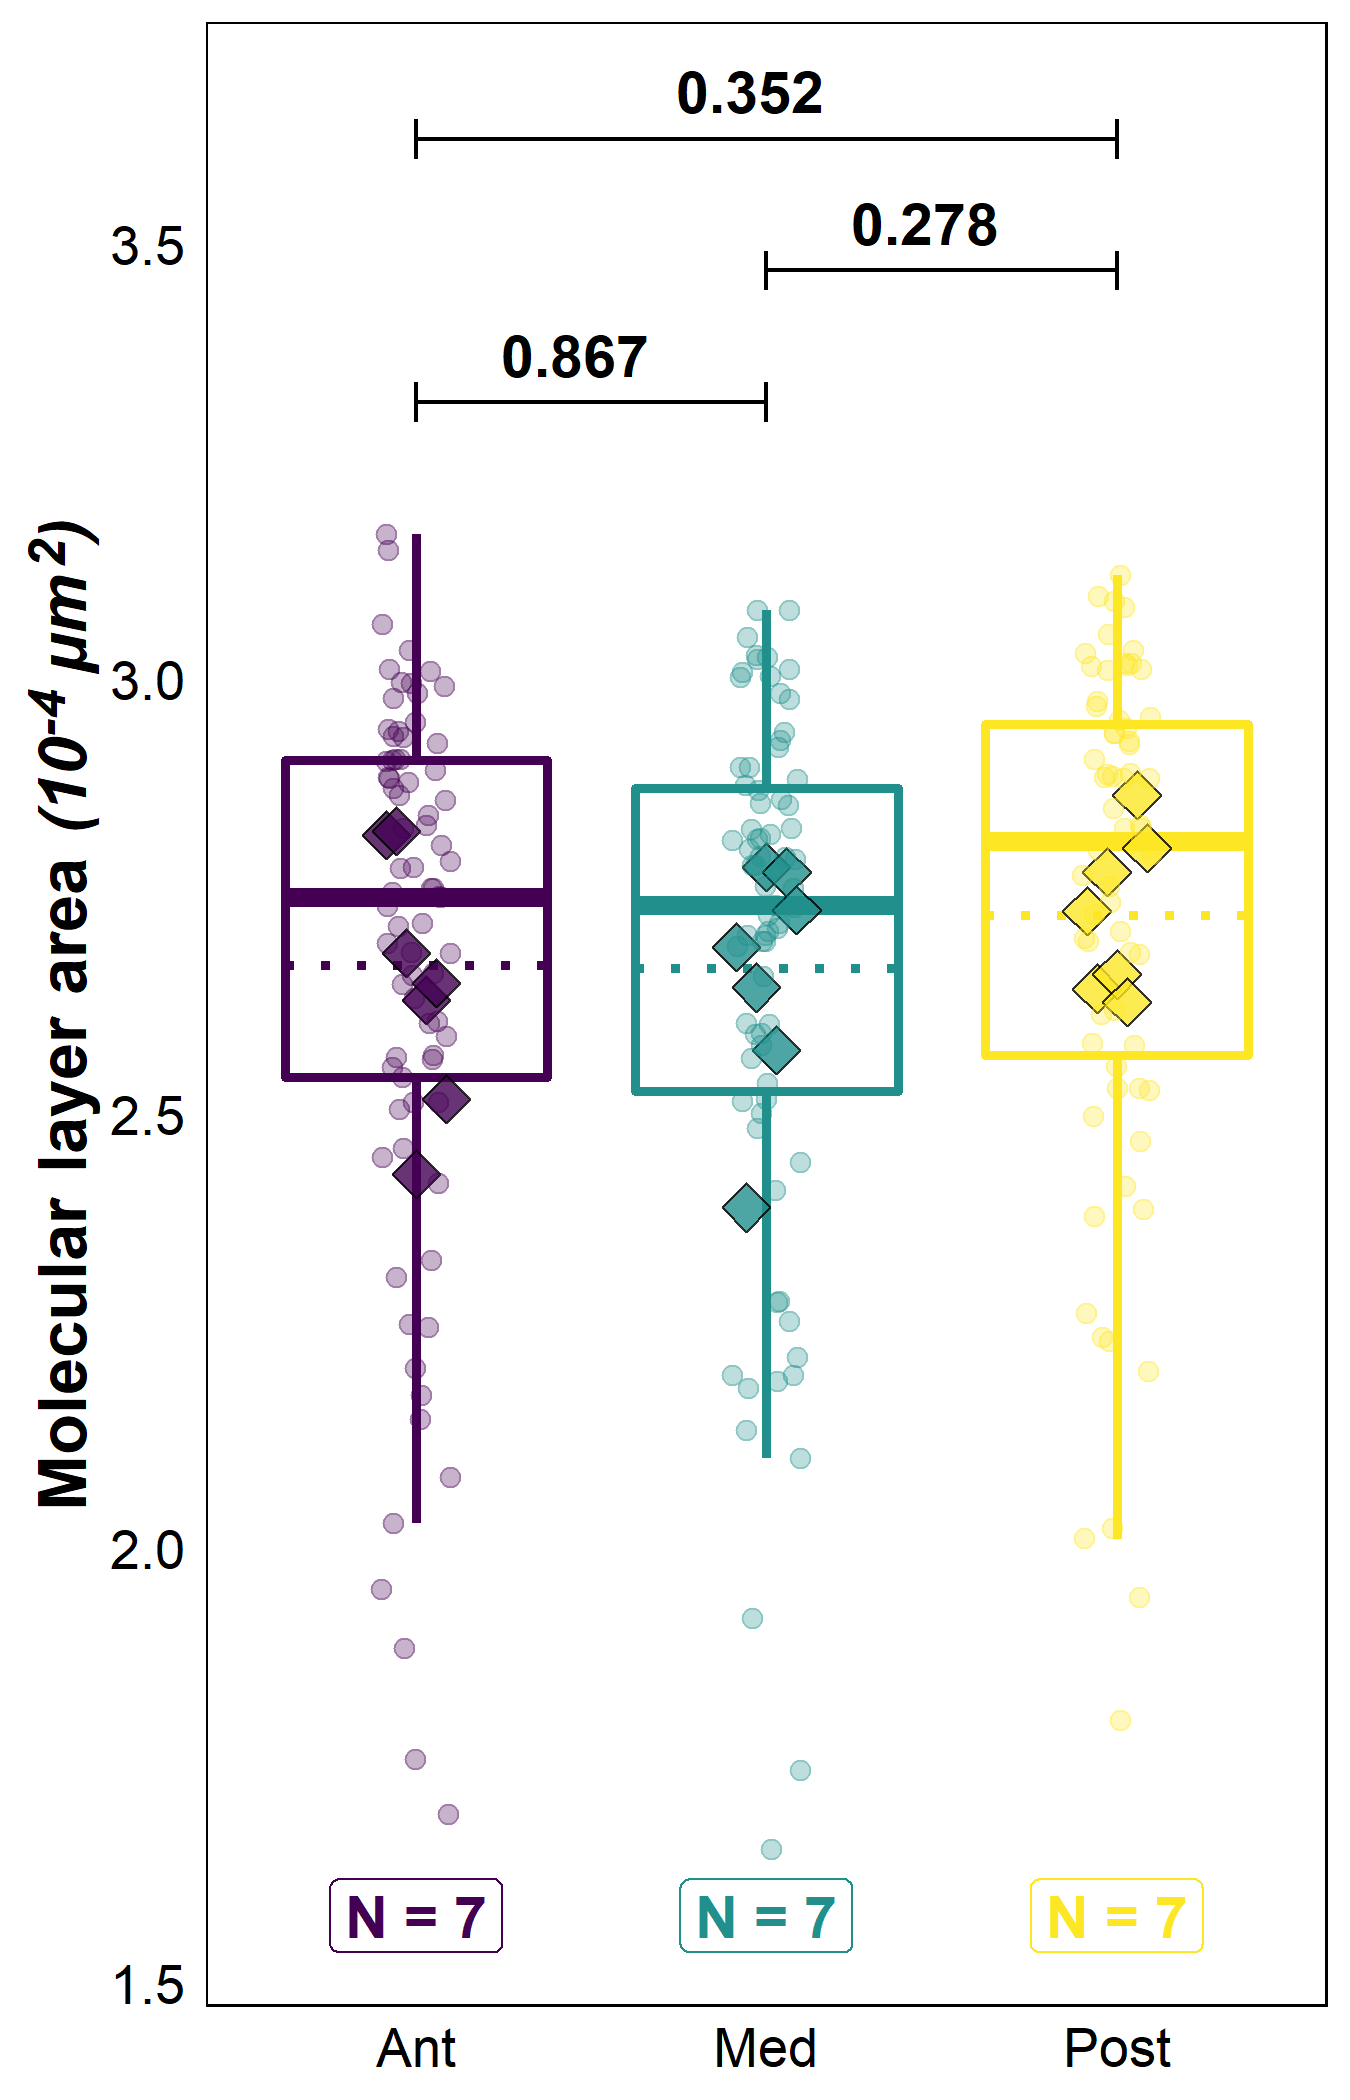 0.352
0.278
0.867
Molecular layer area (10⁻⁴ μm²)
3.5
3.0
2.5
2.0
1.5
N = 7
N = 7
N = 7
Ant
Med
Post